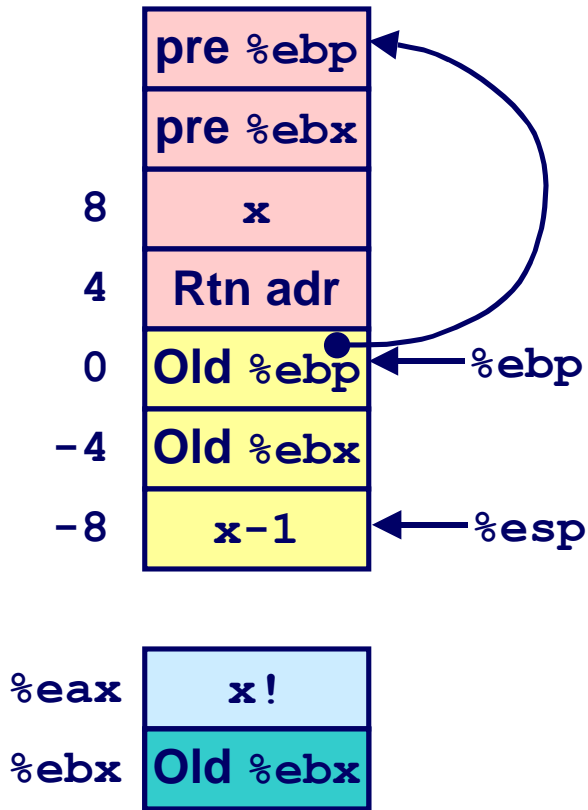 pre %ebp
pre %ebx
8 x
4 Rtn adr
0 Old %ebp %ebp
-4 Old %ebx
-8 x-1 %esp
%eax x!
%ebx Old %ebx